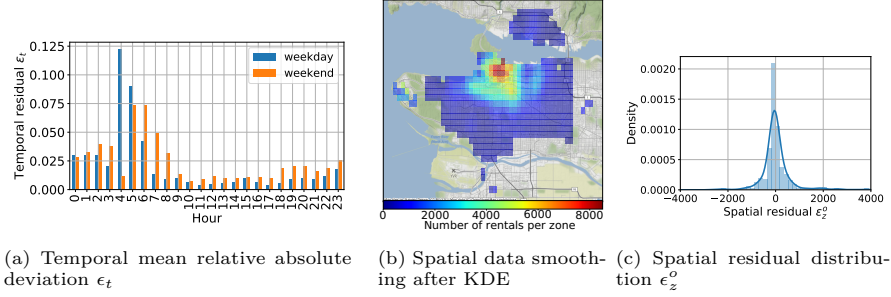 0.125
0.100
0.075
0.050
0.025
0.000
Temporal residual ϵt
weekday
weekend
0 1 2 3 4 5 6 7 8 9 10 11 12 13 14 15 16 17 18 19 20 21 22 23
Hour
(a) Temporal mean relative absolute
deviation ϵt
0 2000 4000 6000 8000
Number of rentals per zone
(b) Spatial data smooth-
ing after KDE
0.0020
0.0015
0.0010
0.0005
0.0000
Density
−4000 −2000 0 2000 4000
Spatial residual ε_z^o
(c) Spatial residual distribu-
tion ϵ_z^o